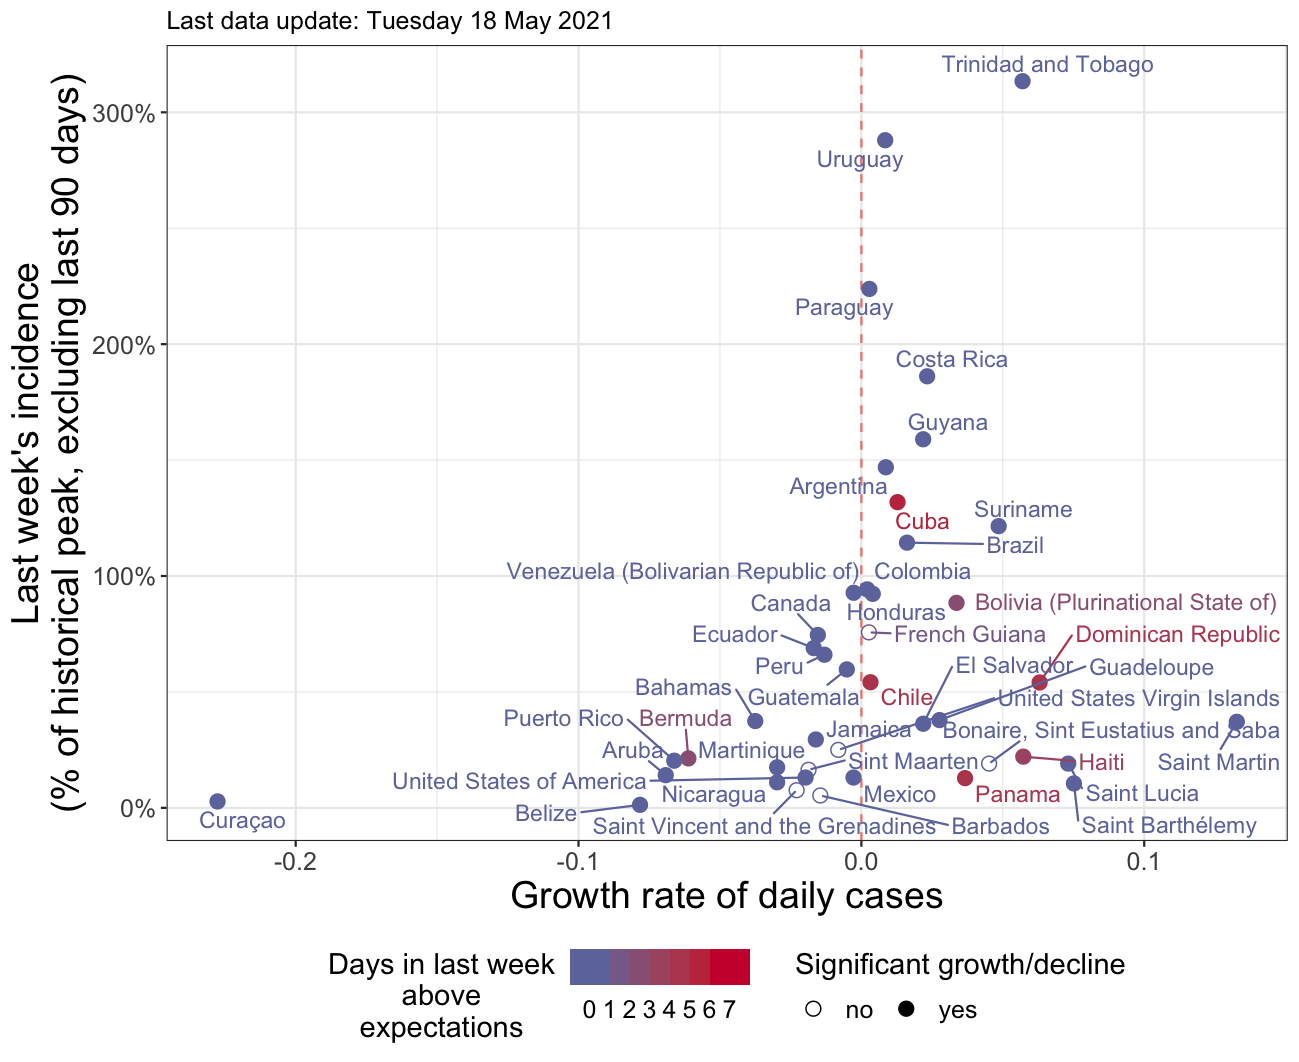 Last data update: Tuesday 18 May 2021
Last week's incidence
(% of historical peak, excluding last 90 days)
300%
200%
100%
0%
Trinidad and Tobago
Uruguay
Paraguay
Costa Rica
Guyana
Argentina
Cuba
Suriname
Brazil
Venezuela (Bolivarian Republic of)
Colombia
Canada
Honduras
Bolivia (Plurinational State of)
Ecuador
French Guiana
Dominican Republic
Peru
El Salvador
Guadeloupe
Bahamas
Guatemala
Chile
United States Virgin Islands
Puerto Rico
Bermuda
Jamaica
Bonaire, Sint Eustatius and Saba
Aruba
Martinique
Sint Maarten
Haiti
Saint Martin
United States of America
Nicaragua
Mexico
Panama
Saint Lucia
Curaçao
Belize
Saint Vincent and the Grenadines
Barbados
Saint Barthélemy
-0.2
-0.1
0.0
0.1
Growth rate of daily cases
Days in last week
above
expectations
0 1 2 3 4 5 6 7
Significant growth/decline
no
yes